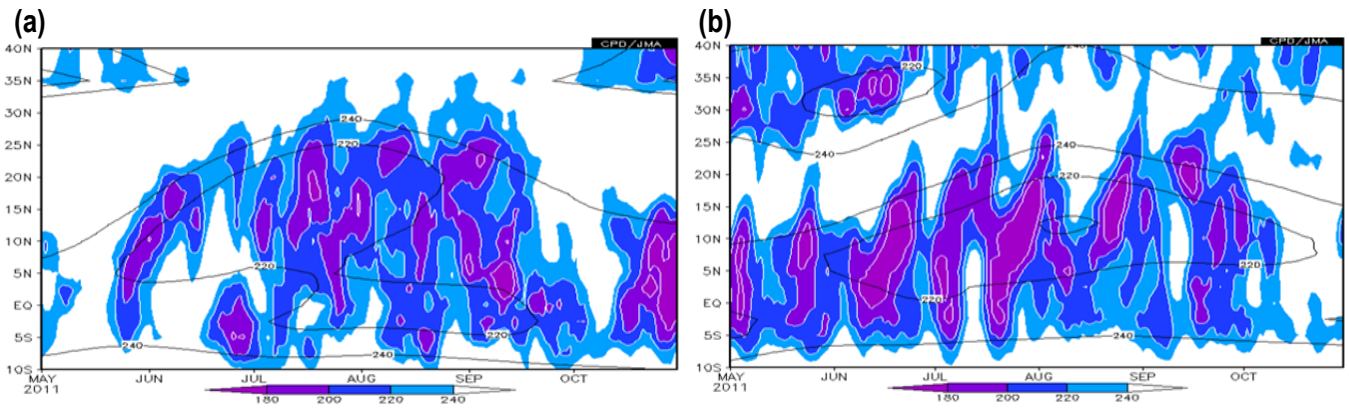 (a)
CPD/JMA
40N
35N
30N
25N
20N
15N
10N
5N
EQ
5S
10S
240
220
220
220
240
240
MAY
2011
JUN
JUL
AUG
SEP
OCT
180 200 220 240
(b)
CPD/JMA
40N
35N
30N
25N
20N
15N
10N
5N
EQ
5S
10S
240
220
240
240
220
220
220
240
MAY
2011
JUN
JUL
AUG
SEP
OCT
180 200 220 240